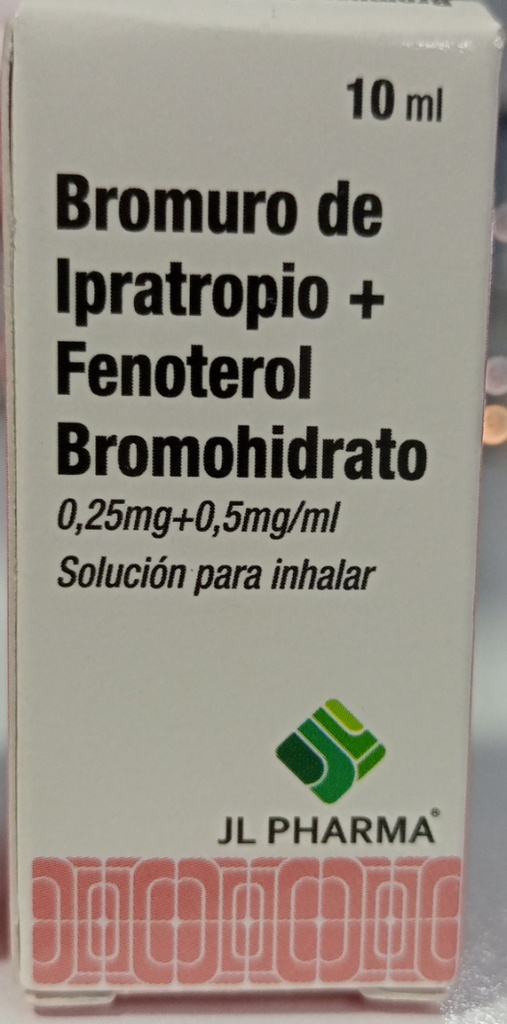 10 ml
Bromuro de
Ipratropio +
Fenoterol
Bromohidrato
0,25mg+0,5mg/ml
Solución para inhalar
JL PHARMA®